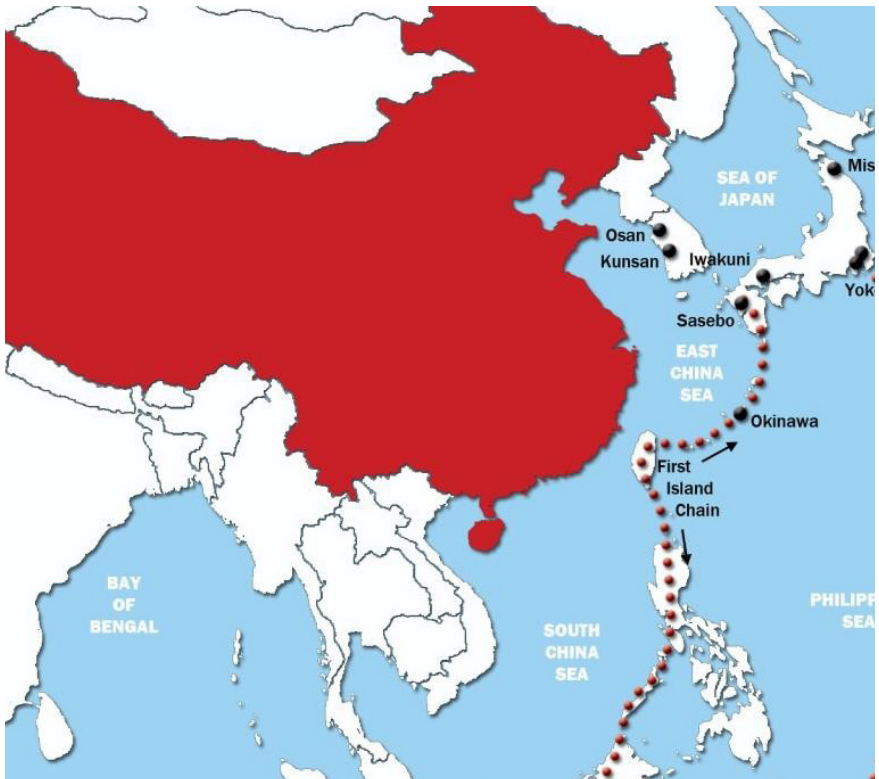 SEA OF
JAPAN
Mis
Osan
Kunsan
Iwakuni
Yok
Sasebo
EAST
CHINA
SEA
Okinawa
First
Island
Chain
BAY
OF
BENGAL
SOUTH
CHINA
SEA
PHILIPP
SEA